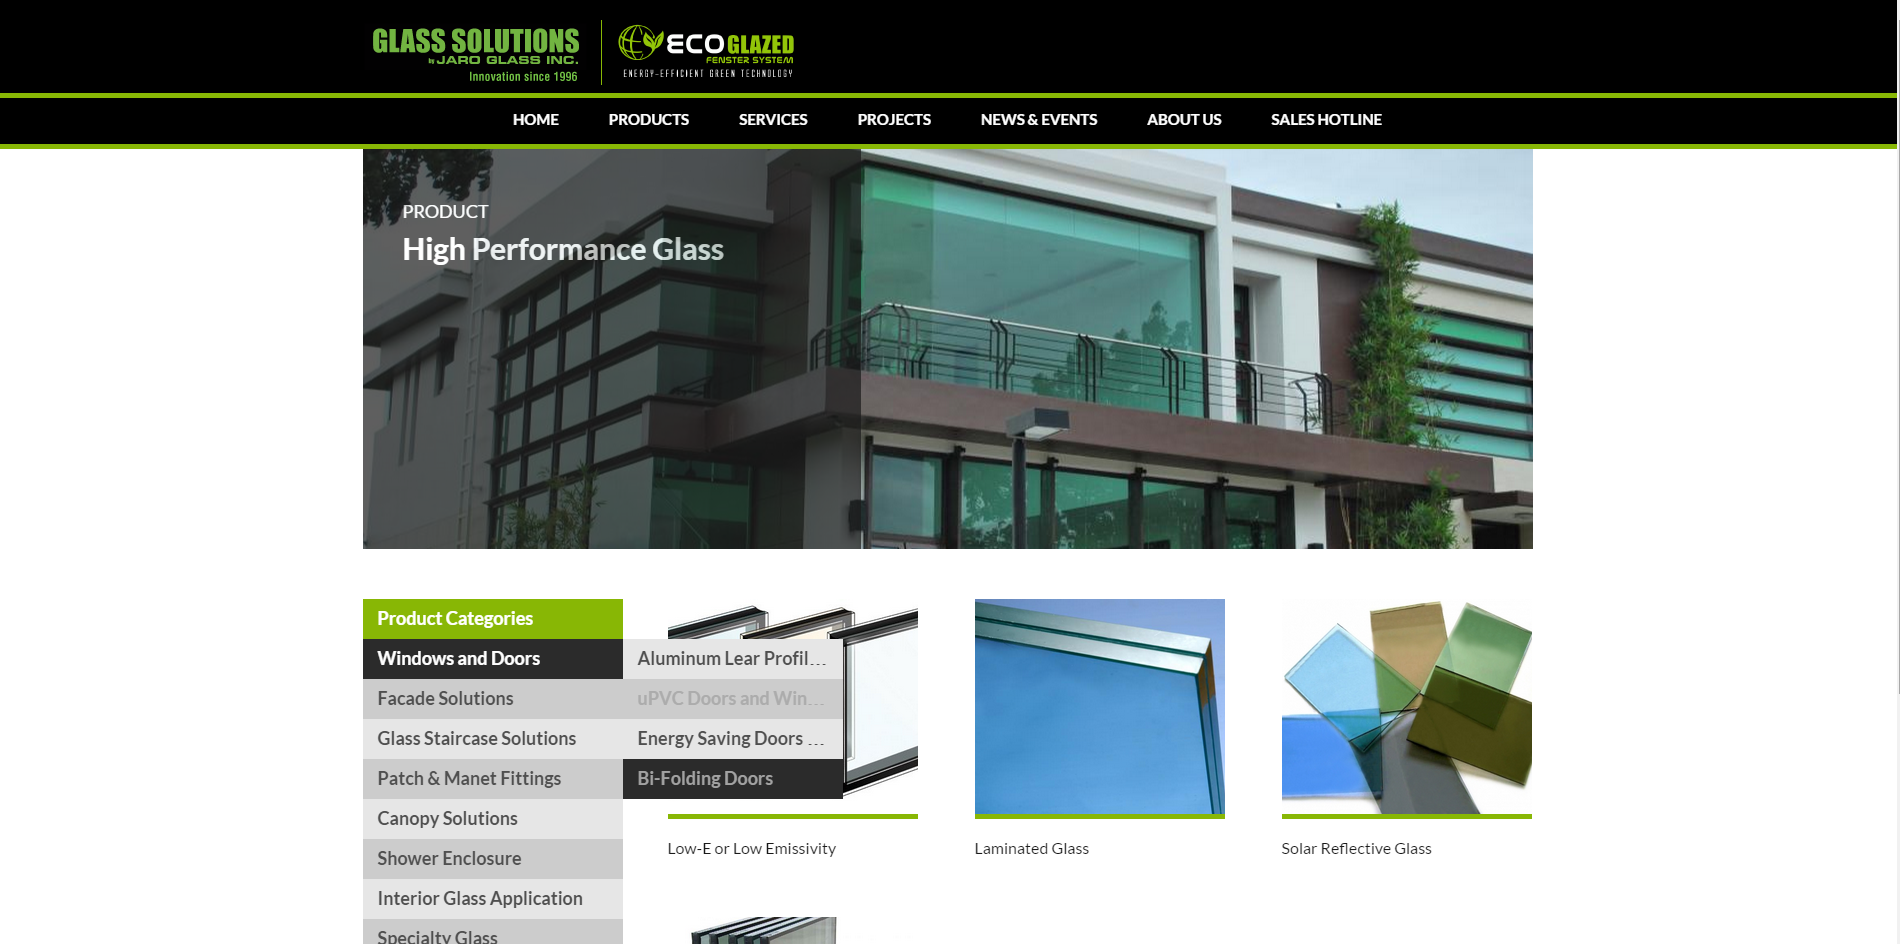 GLASS SOLUTIONS
by JARO GLASS INC.
Innovation since 1996
ECO GLAZED
FENSTER SYSTEM
ENERGY-EFFICIENT GREEN TECHNOLOGY
HOME PRODUCTS SERVICES PROJECTS NEWS & EVENTS ABOUT US SALES HOTLINE
PRODUCT
High Performance Glass
Product Categories
Windows and Doors
Aluminum Lear Profil...
Facade Solutions
uPVC Doors and Win...
Glass Staircase Solutions
Energy Saving Doors ...
Patch & Manet Fittings
Bi-Folding Doors
Canopy Solutions
Shower Enclosure
Interior Glass Application
Specialty Glass
Low-E or Low Emissivity
Laminated Glass
Solar Reflective Glass